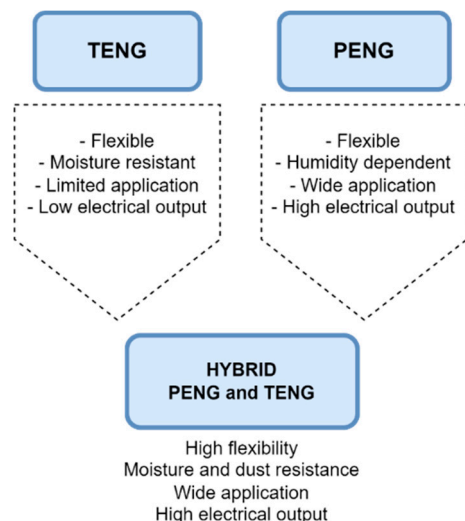 TENG
- Flexible
- Moisture resistant
- Limited application
- Low electrical output
PENG
- Flexible
- Humidity dependent
- Wide application
- High electrical output
HYBRID
PENG and TENG
High flexibility
Moisture and dust resistance
Wide application
High electrical output